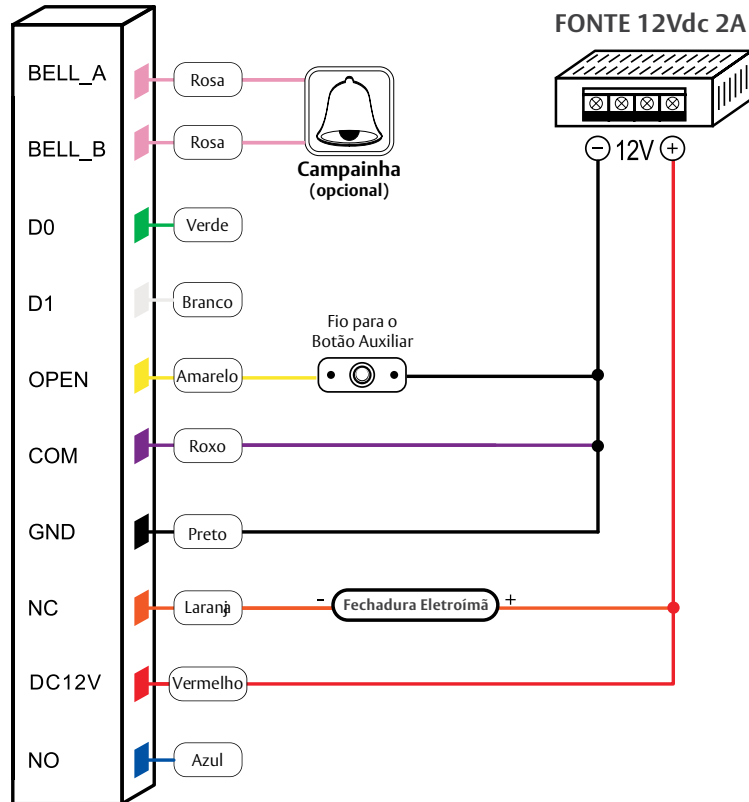 FONTE 12Vdc 2A
BELL_A
Rosa
BELL_B
Rosa
Campainha
(opcional)
− 12V +
D0
Verde
D1
Branco
Fio para o
Botão Auxiliar
OPEN
Amarelo
COM
Roxo
GND
Preto
NC
Laranja
- Fechadura Eletroímã +
DC12V
Vermelho
NO
Azul